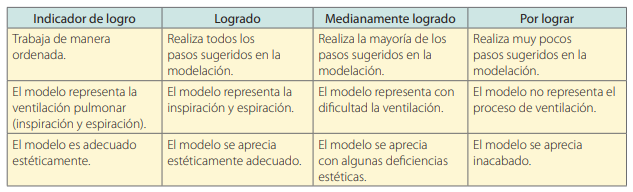 Indicador de logro
Logrado
Medianamente logrado
Por lograr
Trabaja de manera
ordenada.
Realiza todos los
pasos sugeridos en la
modelación.
Realiza la mayoría de los
pasos sugeridos en la
modelación.
Realiza muy pocos
pasos sugeridos en la
modelación.
El modelo representa la
ventilación pulmonar
(inspiración y espiración).
El modelo representa la
inspiración y espiración.
El modelo representa con
dificultad la ventilación.
El modelo no representa el
proceso de ventilación.
El modelo es adecuado
estéticamente.
El modelo se aprecia
estéticamente adecuado.
El modelo se aprecia
con algunas deficiencias
estéticas.
El modelo se aprecia
inacabado.